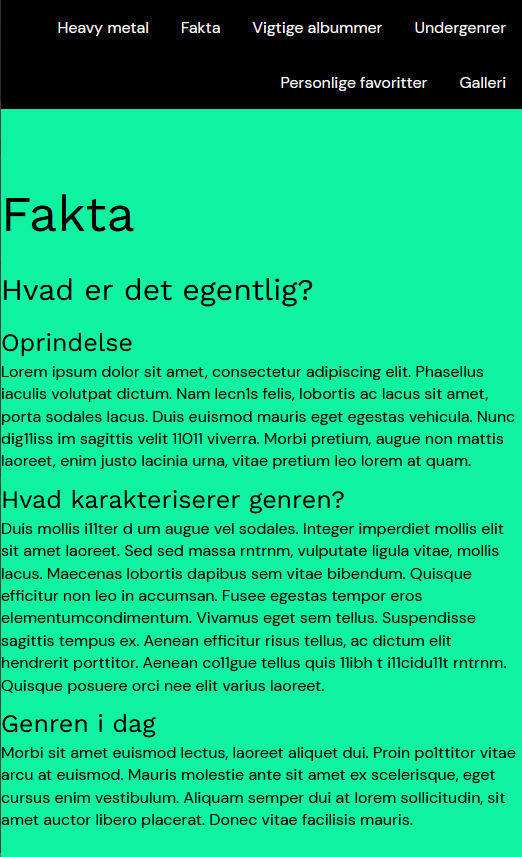 Heavy metal Fakta Vigtige albummer Undergenrer
Personlige favoritter Galleri
Fakta
Hvad er det egentlig?
Oprindelse
Lorem ipsum dolor sit amet, consectetur adipiscing elit. Phasellus
iaculis volutpat dictum. Nam lecn1s felis, lobortis ac lacus sit amet,
porta sodales lacus. Duis euismod mauris eget egestas vehicula. Nunc
dig11iss im sagittis velit 11011 viverra. Morbi pretium, augue non mattis
laoreet, enim justo lacinia urna, vitae pretium leo lorem at quam.
Hvad karakteriserer genren?
Duis mollis i11ter d um augue vel sodales. Integer imperdiet mollis elit
sit amet laoreet. Sed sed massa rntrnm, vulputate ligula vitae, mollis
lacus. Maecenas lobortis dapibus sem vitae bibendum. Quisque
efficitur non leo in accumsan. Fusee egestas tempor eros
elementumcondimentum. Vivamus eget sem tellus. Suspendisse
sagittis tempus ex. Aenean efficitur risus tellus, ac dictum elit
hendrerit porttitor. Aenean co11gue tellus quis 11ibh t i11cidu11t rntrnm.
Quisque posuere orci nee elit varius laoreet.
Genren i dag
Morbi sit amet euismod lectus, laoreet aliquet dui. Proin po1ttitor vitae
arcu at euismod. Mauris molestie ante sit amet ex scelerisque, eget
cursus enim vestibulum. Aliquam semper dui at lorem sollicitudin, sit
amet auctor libero placerat. Donec vitae facilisis mauris.